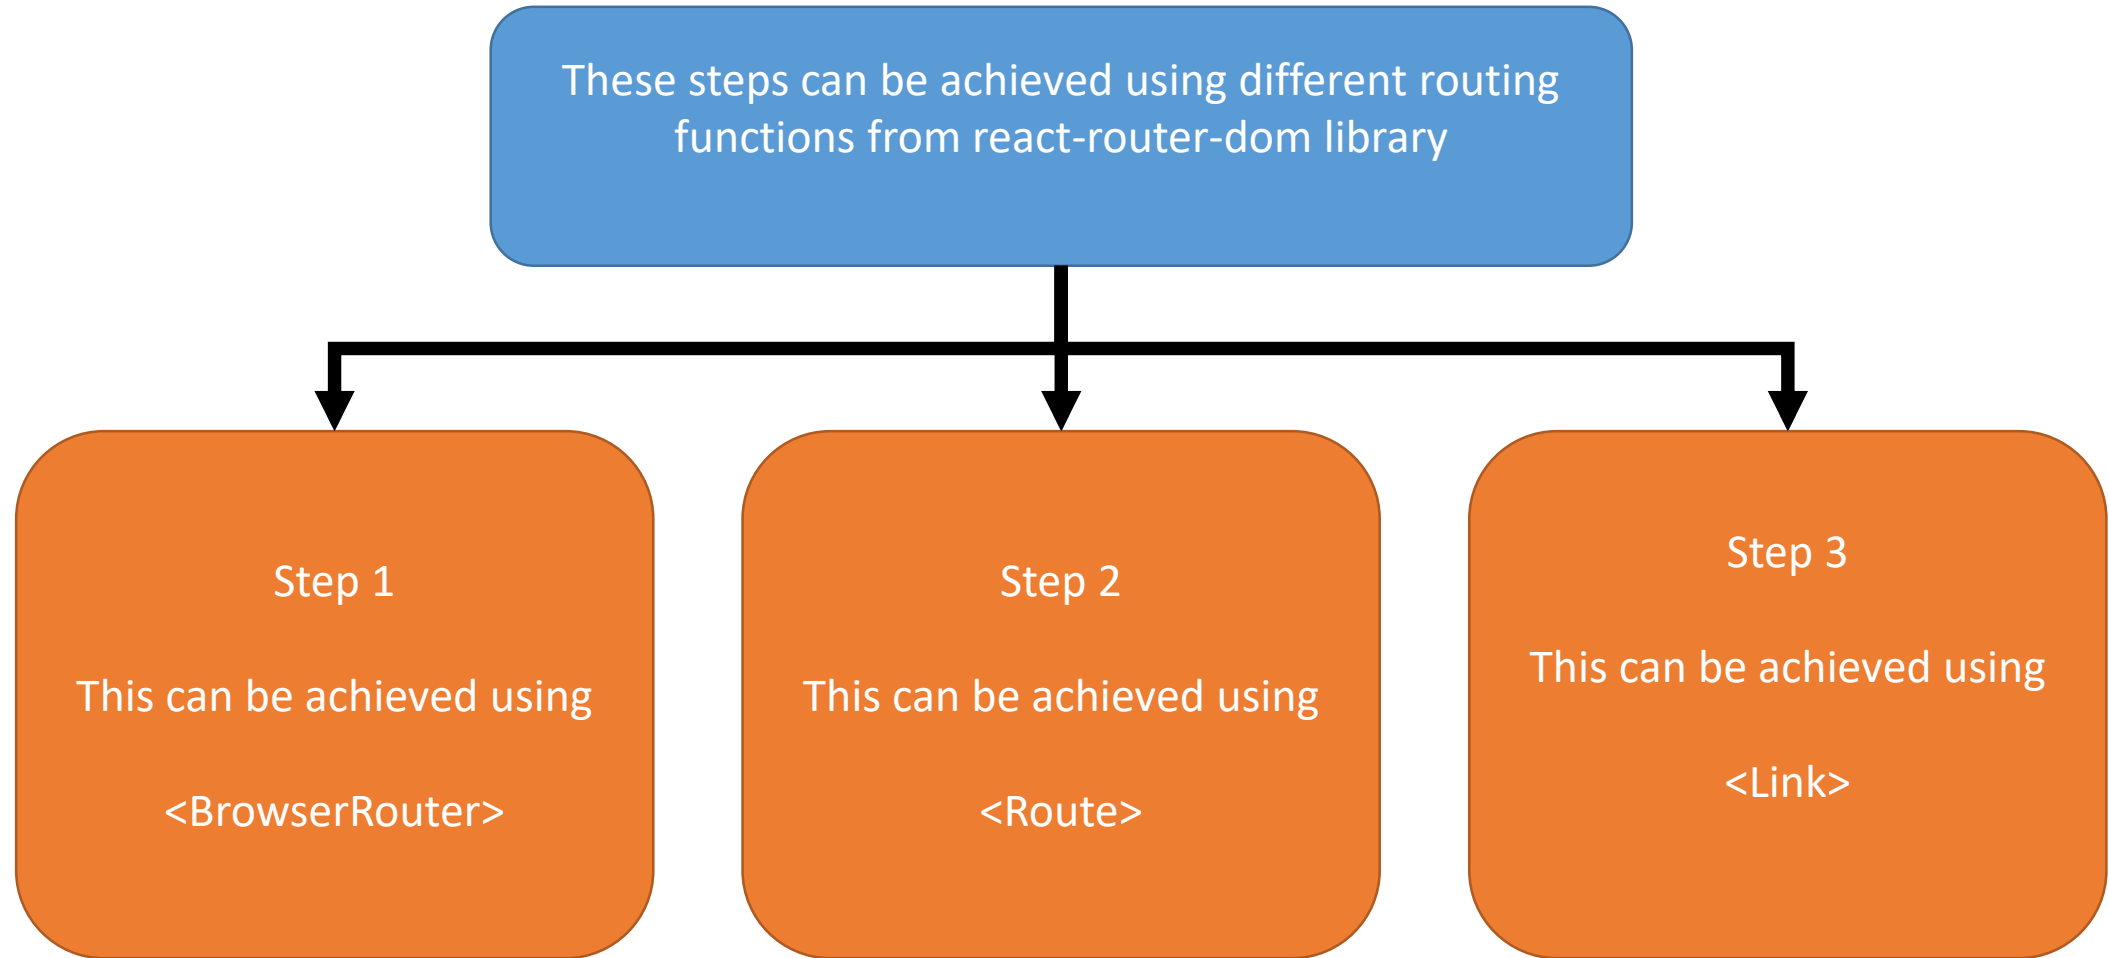 These steps can be achieved using different routing
functions from react-router-dom library
Step 1
This can be achieved using
<BrowserRouter>
Step 2
This can be achieved using
<Route>
Step 3
This can be achieved using
<Link>